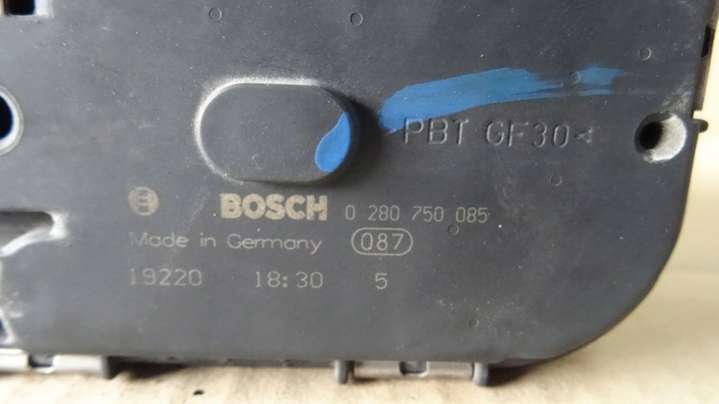 PBT GF30<
BOSCH 0 280 750 085
Made in Germany 087
19220 18:30 5